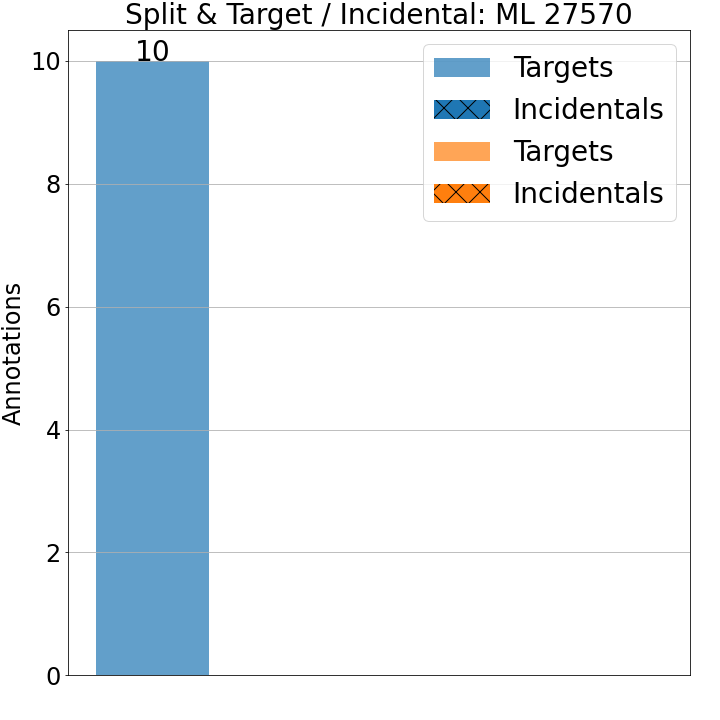 Split & Target / Incidental: ML 27570
10
Targets
Incidentals
Targets
Incidentals
10
8
6
4
2
0
Annotations